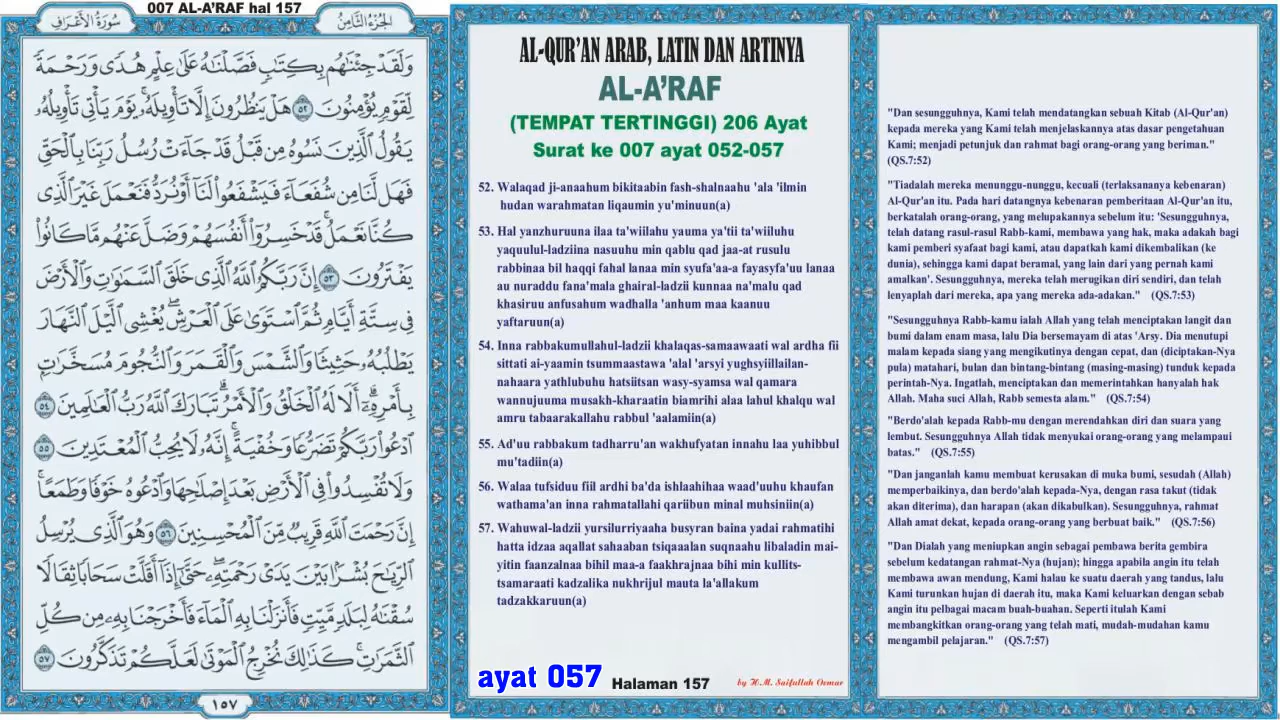 007 AL-A'RAF hal 157
سُورَةُ الأَعْرَافِ
الجُزْءُ الثَّامِنُ
وَلَقَدْ جِئْنَٰهُم بِكِتَٰبٍ فَصَّلْنَٰهُ عَلَىٰ عِلْمٍ هُدًى وَرَحْمَةً
لِّقَوْمٍ يُؤْمِنُونَ ٥٢ هَلْ يَنظُرُونَ إِلَّا تَأْوِيلَهُۥ ۚ يَوْمَ يَأْتِى تَأْوِيلُهُۥ
يَقُولُ ٱلَّذِينَ نَسُوهُ مِن قَبْلُ قَدْ جَآءَتْ رُسُلُ رَبِّنَا بِٱلْحَقِّ
فَهَل لَّنَا مِن شُفَعَآءَ فَيَشْفَعُوا۟ لَنَآ أَوْ نُرَدُّ فَنَعْمَلَ غَيْرَ ٱلَّذِى
كُنَّا نَعْمَلُ ۚ قَدْ خَسِرُوٓا۟ أَنفُسَهُمْ وَضَلَّ عَنْهُم مَّا كَانُوا۟
يَفْتَرُونَ ٥٣ إِنَّ رَبَّكُمُ ٱللَّهُ ٱلَّذِى خَلَقَ ٱلسَّمَٰوَٰتِ وَٱلْأَرْضَ
فِى سِتَّةِ أَيَّامٍ ثُمَّ ٱسْتَوَىٰ عَلَى ٱلْعَرْشِ يُغْشِى ٱلَّيْلَ ٱلنَّهَارَ
يَطْلُبُهُۥ حَثِيثًا وَٱلشَّمْسَ وَٱلْقَمَرَ وَٱلنُّجُومَ مُسَخَّرَٰتٍۭ
بِأَمْرِهِۦٓ ۗ أَلَا لَهُ ٱلْخَلْقُ وَٱلْأَمْرُ ۗ تَبَارَكَ ٱللَّهُ رَبُّ ٱلْعَٰلَمِينَ ٥٤
ٱدْعُوا۟ رَبَّكُمْ تَضَرُّعًا وَخُفْيَةً ۚ إِنَّهُۥ لَا يُحِبُّ ٱلْمُعْتَدِينَ ٥٥
وَلَا تُفْسِدُوا۟ فِى ٱلْأَرْضِ بَعْدَ إِصْلَٰحِهَا وَٱدْعُوهُ خَوْفًا وَطَمَعًا ۚ
إِنَّ رَحْمَتَ ٱللَّهِ قَرِيبٌ مِّنَ ٱلْمُحْسِنِينَ ٥٦ وَهُوَ ٱلَّذِى يُرْسِلُ
ٱلرِّيَٰحَ بُشْرًۢا بَيْنَ يَدَىْ رَحْمَتِهِۦ ۖ حَتَّىٰٓ إِذَآ أَقَلَّتْ سَحَابًا ثِقَالًا
سُقْنَٰهُ لِبَلَدٍ مَّيِّتٍ فَأَنزَلْنَا بِهِ ٱلْمَآءَ فَأَخْرَجْنَا بِهِۦ مِن كُلِّ
ٱلثَّمَرَٰتِ ۚ كَذَٰلِكَ نُخْرِجُ ٱلْمَوْتَىٰ لَعَلَّكُمْ تَذَكَّرُونَ ٥٧
١٥٧
AL-QUR'AN ARAB, LATIN DAN ARTINYA
AL-A'RAF
(TEMPAT TERTINGGI) 206 Ayat
Surat ke 007 ayat 052-057
52. Walaqad ji-anaahum bikitaabin fash-shalnaahu 'ala 'ilmin
hudan warahmatan liqaumin yu'minuun(a)
53. Hal yanzhuruuna ilaa ta'wiilahu yauma ya'tii ta'wiiluhu
yaquulul-ladziina nasuuhu min qablu qad jaa-at rusulu
rabbinaa bil haqqi fahal lanaa min syufa'aa-a fayasyfa'uu lanaa
au nuraddu fana'mala ghairal-ladzii kunnaa na'malu qad
khasiruu anfusahum wadhalla 'anhum maa kaanuu
yaftaruun(a)
54. Inna rabbakumullahul-ladzii khalaqas-samaawaati wal ardha fii
sittati ai-yaamin tsummaastawa 'alal 'arsyi yughsyiillailan-
nahaara yathlubuhu hatsiitsan wasy-syamsa wal qamara
wannujuuma musakh-kharaatin biamrihi alaa lahul khalqu wal
amru tabaarakallahu rabbul 'aalamiin(a)
55. Ad'uu rabbakum tadharru'an wakhufyatan innahu laa yuhibbul
mu'tadiin(a)
56. Walaa tufsiduu fiil ardhi ba'da ishlaahihaa waad'uuhu khaufan
wathama'an inna rahmatallahi qariibun minal muhsiniin(a)
57. Wahuwal-ladzii yursilurriyaaha busyran baina yadai rahmatihi
hatta idzaa aqallat sahaaban tsiqaaalan suqnaahu libaladin mai-
yitin faanzalnaa bihil maa-a faakhrajnaa bihi min kullits-
tsamaraati kadzalika nukhrijul mauta la'allakum
tadzakkaruun(a)
ayat 057 Halaman 157
by H.M. Saifullah Oemar
"Dan sesungguhnya, Kami telah mendatangkan sebuah Kitab (Al-Qur'an)
kepada mereka yang Kami telah menjelaskannya atas dasar pengetahuan
Kami; menjadi petunjuk dan rahmat bagi orang-orang yang beriman."
(QS.7:52)
"Tiadalah mereka menunggu-nunggu, kecuali (terlaksananya kebenaran)
Al-Qur'an itu. Pada hari datangnya kebenaran pemberitaan Al-Qur'an itu,
berkatalah orang-orang, yang melupakannya sebelum itu: 'Sesungguhnya,
telah datang rasul-rasul Rabb-kami, membawa yang hak, maka adakah bagi
kami pemberi syafaat bagi kami, atau dapatkah kami dikembalikan (ke
dunia), sehingga kami dapat beramal, yang lain dari yang pernah kami
amalkan'. Sesungguhnya, mereka telah merugikan diri sendiri, dan telah
lenyaplah dari mereka, apa yang mereka ada-adakan." (QS.7:53)
"Sesungguhnya Rabb-kamu ialah Allah yang telah menciptakan langit dan
bumi dalam enam masa, lalu Dia bersemayam di atas 'Arsy. Dia menutupi
malam kepada siang yang mengikutinya dengan cepat, dan (diciptakan-Nya
pula) matahari, bulan dan bintang-bintang (masing-masing) tunduk kepada
perintah-Nya. Ingatlah, menciptakan dan memerintahkan hanyalah hak
Allah. Maha suci Allah, Rabb semesta alam." (QS.7:54)
"Berdo'alah kepada Rabb-mu dengan merendahkan diri dan suara yang
lembut. Sesungguhnya Allah tidak menyukai orang-orang yang melampaui
batas." (QS.7:55)
"Dan janganlah kamu membuat kerusakan di muka bumi, sesudah (Allah)
memperbaikinya, dan berdo'alah kepada-Nya, dengan rasa takut (tidak
akan diterima), dan harapan (akan dikabulkan). Sesungguhnya, rahmat
Allah amat dekat, kepada orang-orang yang berbuat baik." (QS.7:56)
"Dan Dialah yang meniupkan angin sebagai pembawa berita gembira
sebelum kedatangan rahmat-Nya (hujan); hingga apabila angin itu telah
membawa awan mendung, Kami halau ke suatu daerah yang tandus, lalu
Kami turunkan hujan di daerah itu, maka Kami keluarkan dengan sebab
angin itu pelbagai macam buah-buahan. Seperti itulah Kami
membangkitkan orang-orang yang telah mati, mudah-mudahan kamu
mengambil pelajaran." (QS.7:57)